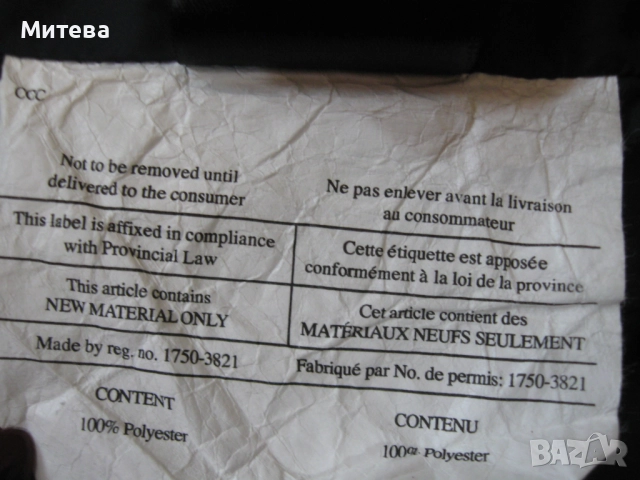 Митева
OCC
Not to be removed until
delivered to the consumer
Ne pas enlever avant la livraison
au consommateur
This label is affixed in compliance
with Provincial Law
Cette étiquette est apposée
conformément à la loi de la province
This article contains
NEW MATERIAL ONLY
Cet article contient des
MATÉRIAUX NEUFS SEULEMENT
Made by reg. no. 1750-3821
Fabriqué par No. de permis: 1750-3821
CONTENT
100% Polyester
CONTENU
100% Polyester
BAZAR